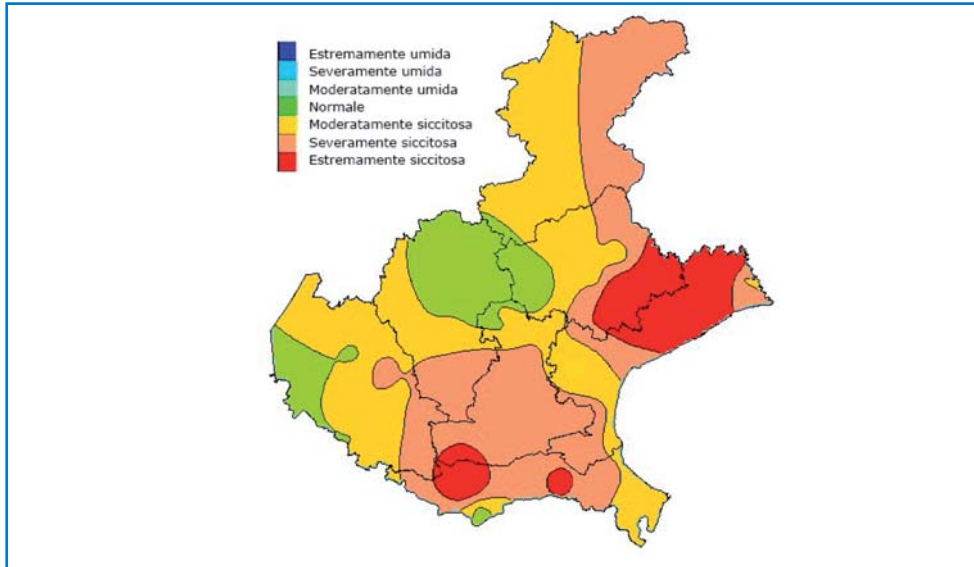 Estremamente umida
Severamente umida
Moderatamente umida
Normale
Moderatamente siccitosa
Severamente siccitosa
Estremamente siccitosa